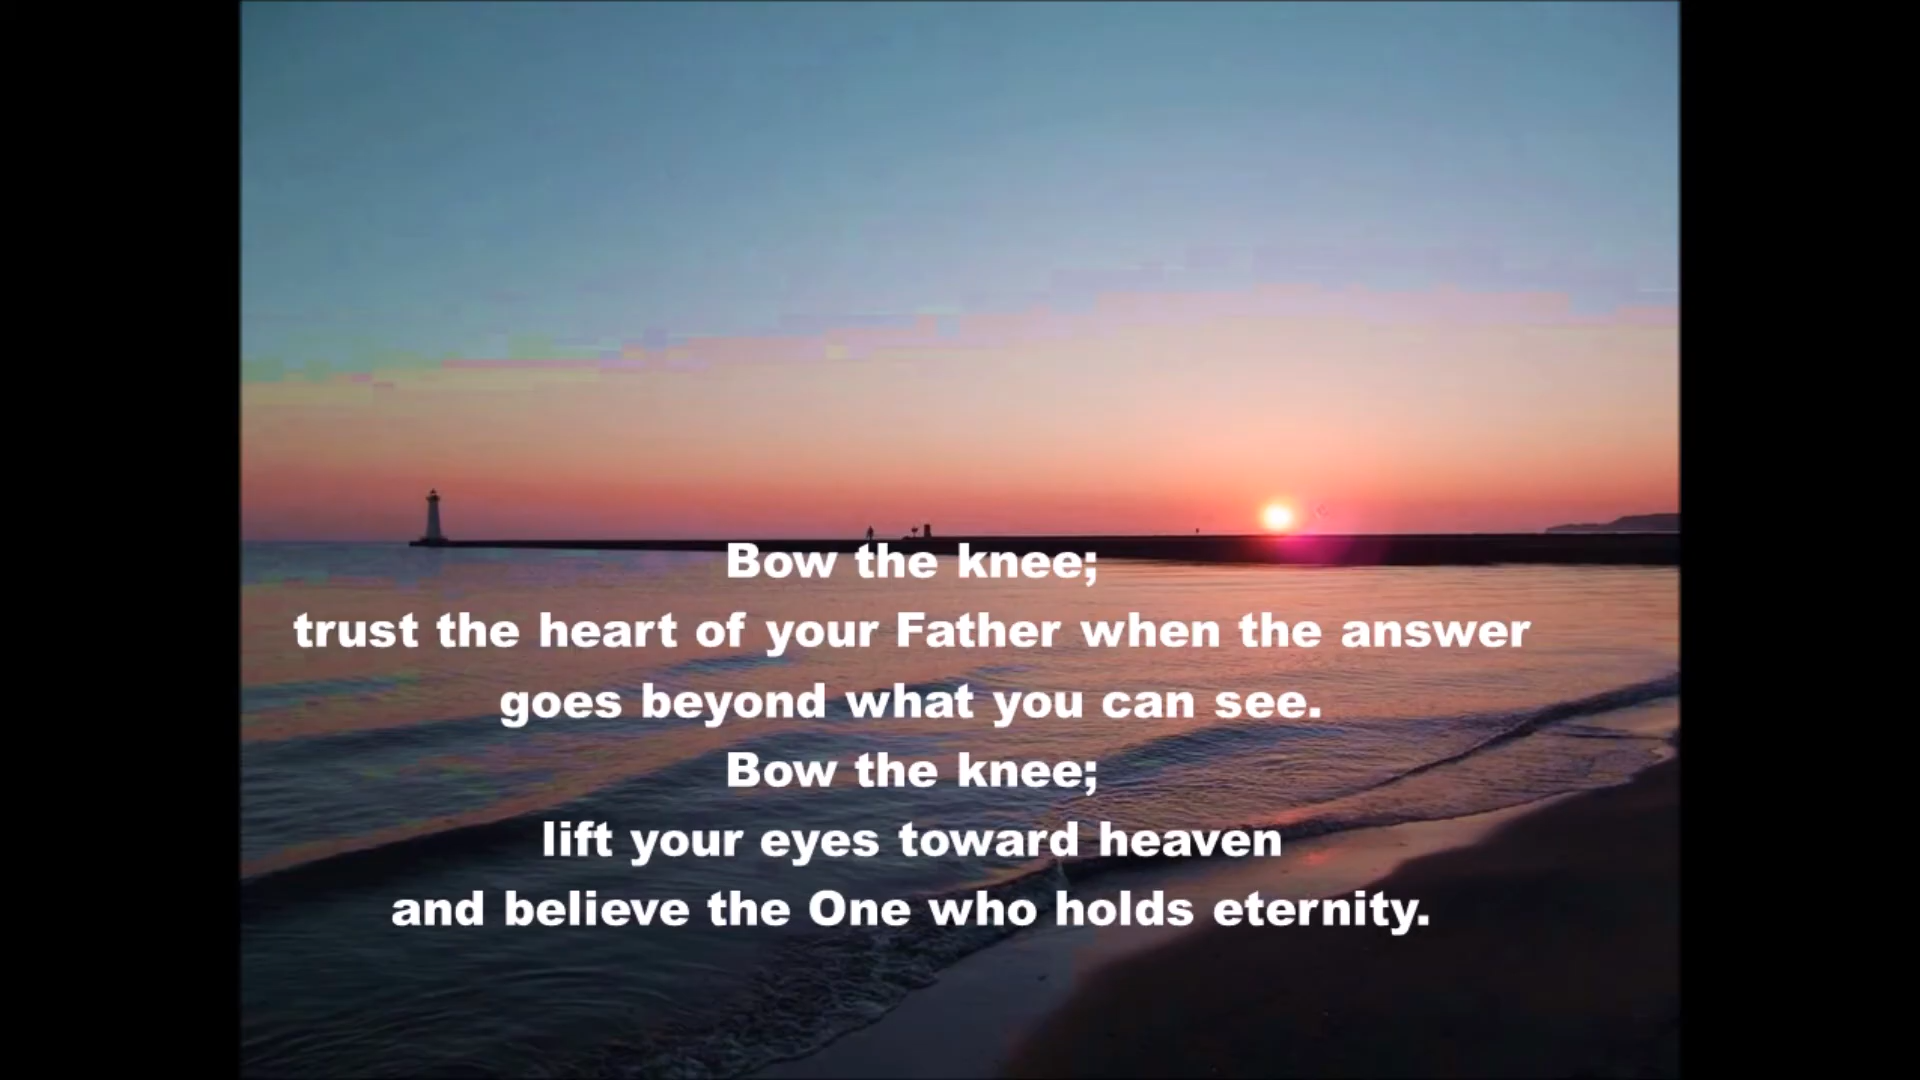 Bow the knee;
trust the heart of your Father when the answer
goes beyond what you can see.
Bow the knee;
lift your eyes toward heaven
and believe the One who holds eternity.